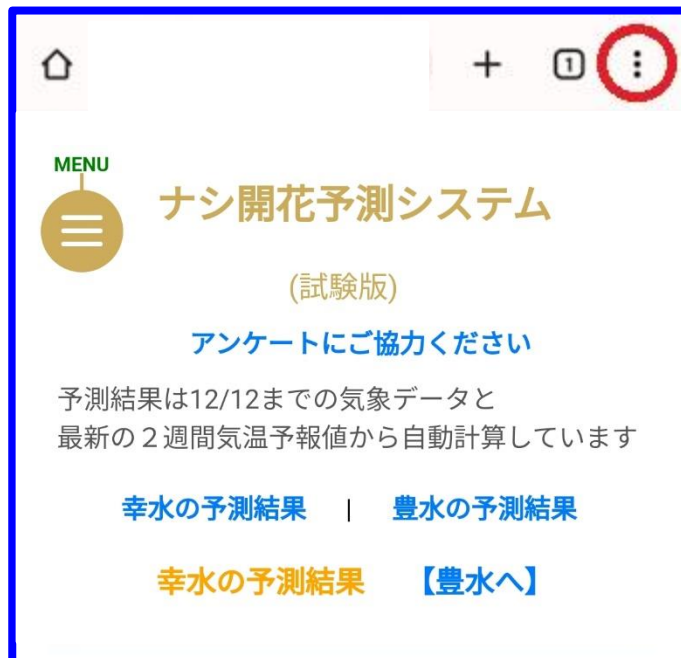 1
MENU
ナシ開花予測システム
(試験版)
アンケートにご協力ください
予測結果は12/12までの気象データと
最新の２週間気温予報値から自動計算しています
幸水の予測結果 | 豊水の予測結果
幸水の予測結果 【豊水へ】